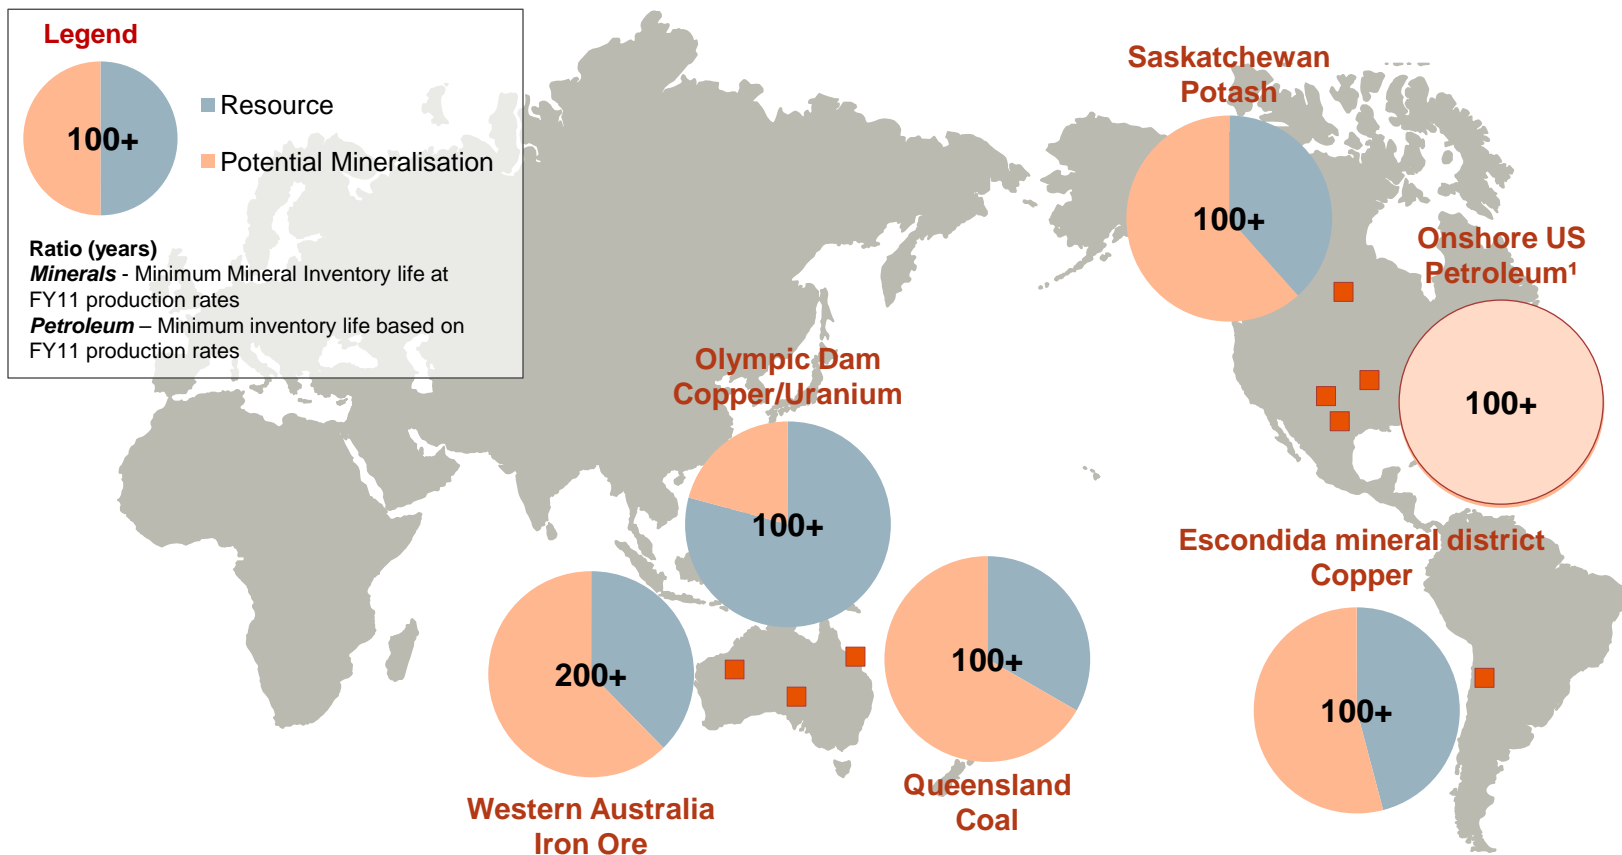 Legend
100+
Resource
Potential Mineralisation
Ratio (years)
Minerals - Minimum Mineral Inventory life at
FY11 production rates
Petroleum – Minimum inventory life based on
FY11 production rates
Saskatchewan
Potash
100+
Onshore US
Petroleum¹
100+
Olympic Dam
Copper/Uranium
100+
Escondida mineral district
Copper
100+
200+
Western Australia
Iron Ore
100+
Queensland
Coal